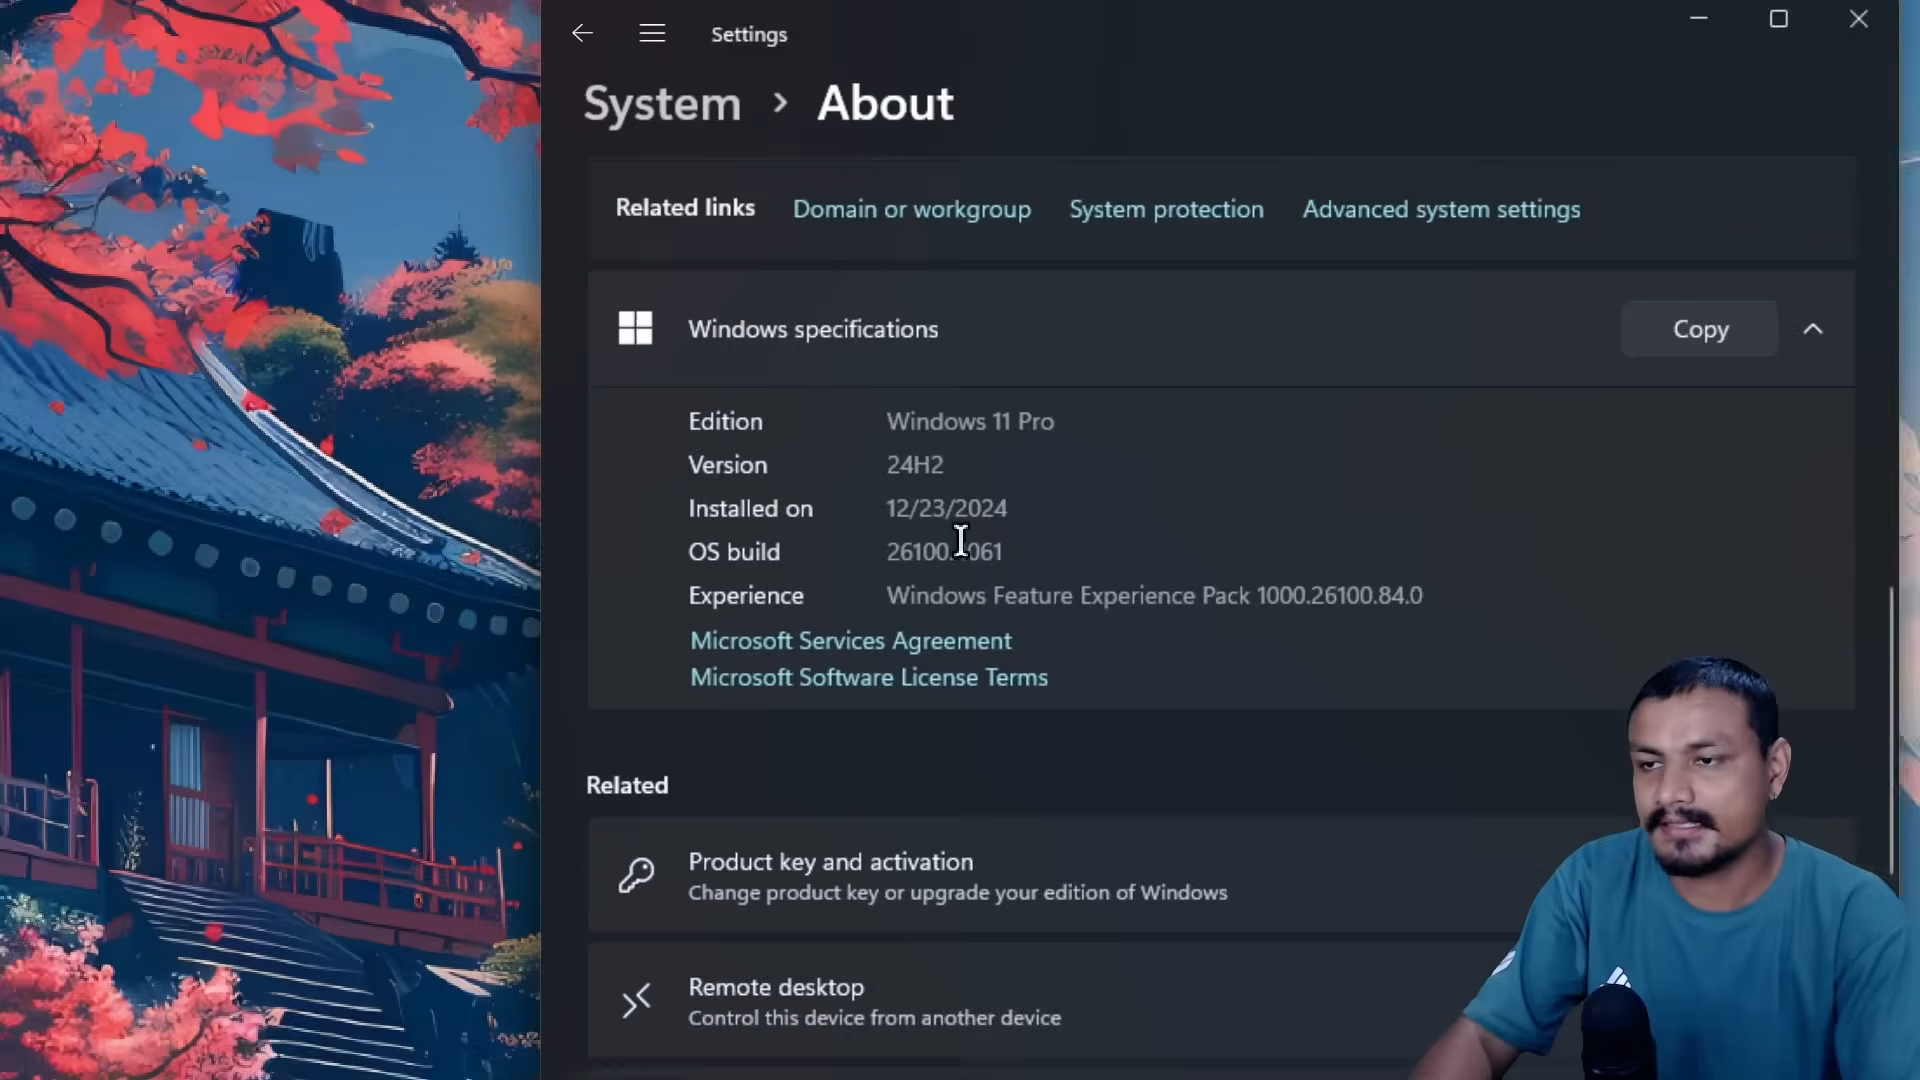 Settings
System > About
Related links Domain or workgroup System protection Advanced system settings
Windows specifications Copy
Edition Windows 11 Pro
Version 24H2
Installed on 12/23/2024
OS build
Experience Windows Feature Experience Pack 1000.26100.84.0
Microsoft Services Agreement
Microsoft Software License Terms
Related
Product key and activation
Change product key or upgrade your edition of Windows
Remote desktop
Control this device from another device